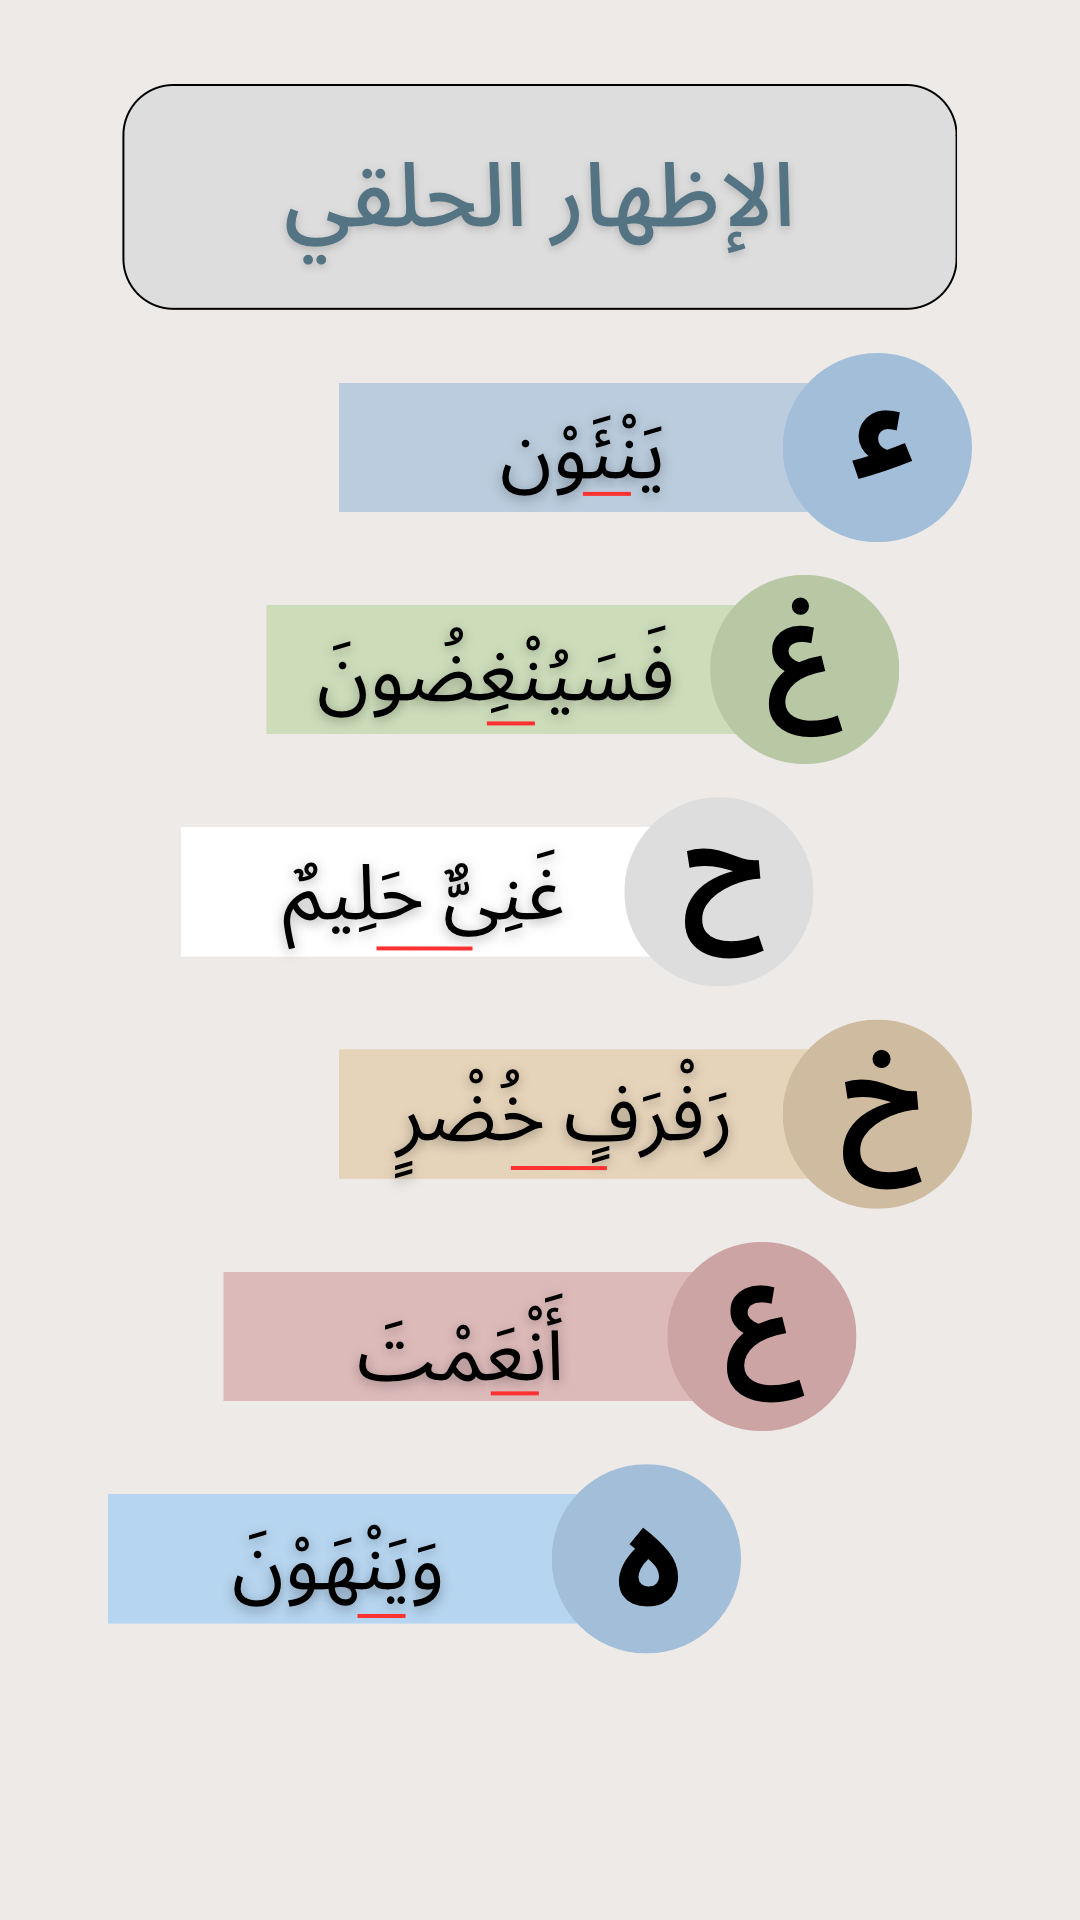 الإظهار الحلقي
ء
يَنْئَوْن
غ
فَسَيُنْغِضُونَ
ح
غَنِىٌّ حَلِيمٌ
خ
رَفْرَفٍ خُضْرٍ
ع
أَنْعَمْتَ
ه
وَيَنْهَوْنَ